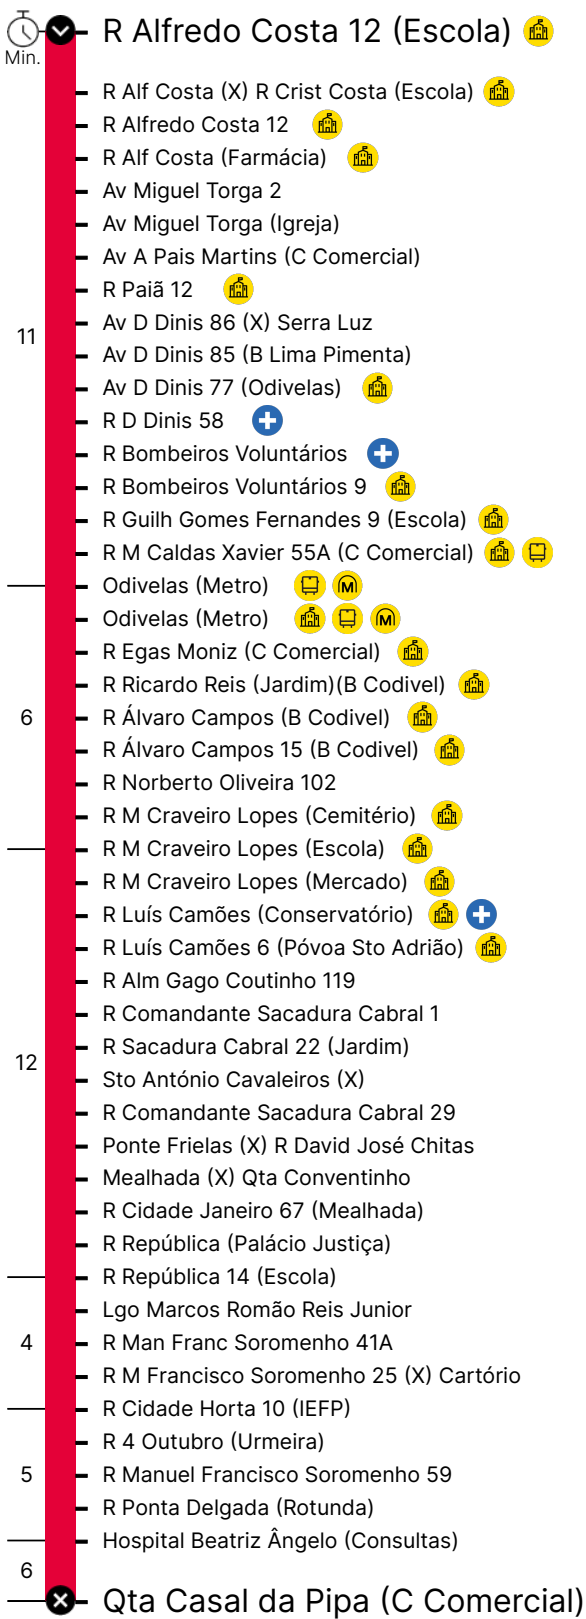 R Alfredo Costa 12 (Escola)
Min.
R Alf Costa (X) R Crist Costa (Escola)
R Alfredo Costa 12
R Alf Costa (Farmácia)
Av Miguel Torga 2
Av Miguel Torga (Igreja)
Av A Pais Martins (C Comercial)
R Paiã 12
Av D Dinis 86 (X) Serra Luz
11
Av D Dinis 85 (B Lima Pimenta)
Av D Dinis 77 (Odivelas)
R D Dinis 58
R Bombeiros Voluntários
R Bombeiros Voluntários 9
R Guilh Gomes Fernandes 9 (Escola)
R M Caldas Xavier 55A (C Comercial)
Odivelas (Metro) M
Odivelas (Metro) M
R Egas Moniz (C Comercial)
R Ricardo Reis (Jardim)(B Codivel)
6 R Álvaro Campos (B Codivel)
R Álvaro Campos 15 (B Codivel)
R Norberto Oliveira 102
R M Craveiro Lopes (Cemitério)
R M Craveiro Lopes (Escola)
R M Craveiro Lopes (Mercado)
R Luís Camões (Conservatório)
R Luís Camões 6 (Póvoa Sto Adrião)
R Alm Gago Coutinho 119
R Comandante Sacadura Cabral 1
R Sacadura Cabral 22 (Jardim)
12
Sto António Cavaleiros (X)
R Comandante Sacadura Cabral 29
Ponte Frielas (X) R David José Chitas
Mealhada (X) Qta Conventinho
R Cidade Janeiro 67 (Mealhada)
R República (Palácio Justiça)
R República 14 (Escola)
Lgo Marcos Romão Reis Junior
4 R Man Franc Soromenho 41A
R M Francisco Soromenho 25 (X) Cartório
R Cidade Horta 10 (IEFP)
R 4 Outubro (Urmeira)
5 R Manuel Francisco Soromenho 59
R Ponta Delgada (Rotunda)
Hospital Beatriz Ângelo (Consultas)
6
Qta Casal da Pipa (C Comercial)